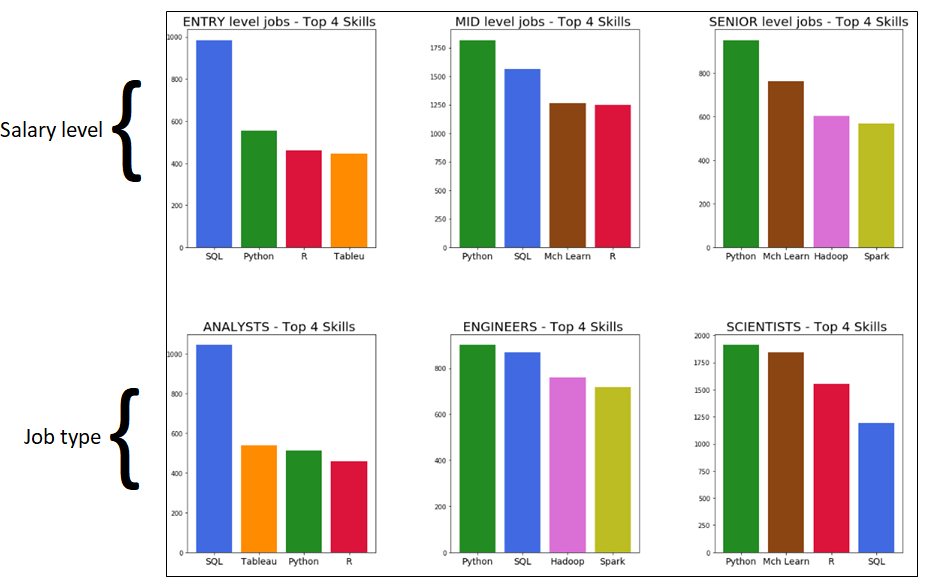 ENTRY level jobs - Top 4 Skills
1000
800
600
400
200
0
SQL Python R Tableu
MID level jobs - Top 4 Skills
1750
1500
1250
1000
750
500
250
0
Python SQL Mch Learn R
SENIOR level jobs - Top 4 Skills
800
600
400
200
0
Python Mch Learn Hadoop Spark
Salary level {
ANALYSTS - Top 4 Skills
1000
800
600
400
200
0
SQL Tableau Python R
ENGINEERS - Top 4 Skills
800
600
400
200
0
Python SQL Hadoop Spark
SCIENTISTS - Top 4 Skills
2000
1750
1500
1250
1000
750
500
250
0
Python Mch Learn R SQL
Job type {